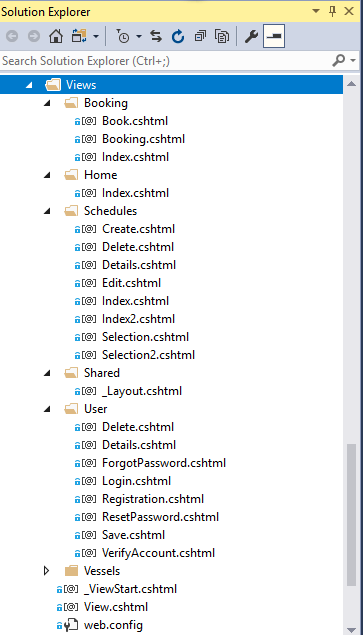 Solution Explorer
Search Solution Explorer (Ctrl+;)
Views
Booking
Book.cshtml
Booking.cshtml
Index.cshtml
Home
Index.cshtml
Schedules
Create.cshtml
Delete.cshtml
Details.cshtml
Edit.cshtml
Index.cshtml
Index2.cshtml
Selection.cshtml
Selection2.cshtml
Shared
_Layout.cshtml
User
Delete.cshtml
Details.cshtml
ForgotPassword.cshtml
Login.cshtml
Registration.cshtml
ResetPassword.cshtml
Save.cshtml
VerifyAccount.cshtml
Vessels
_ViewStart.cshtml
View.cshtml
web.config